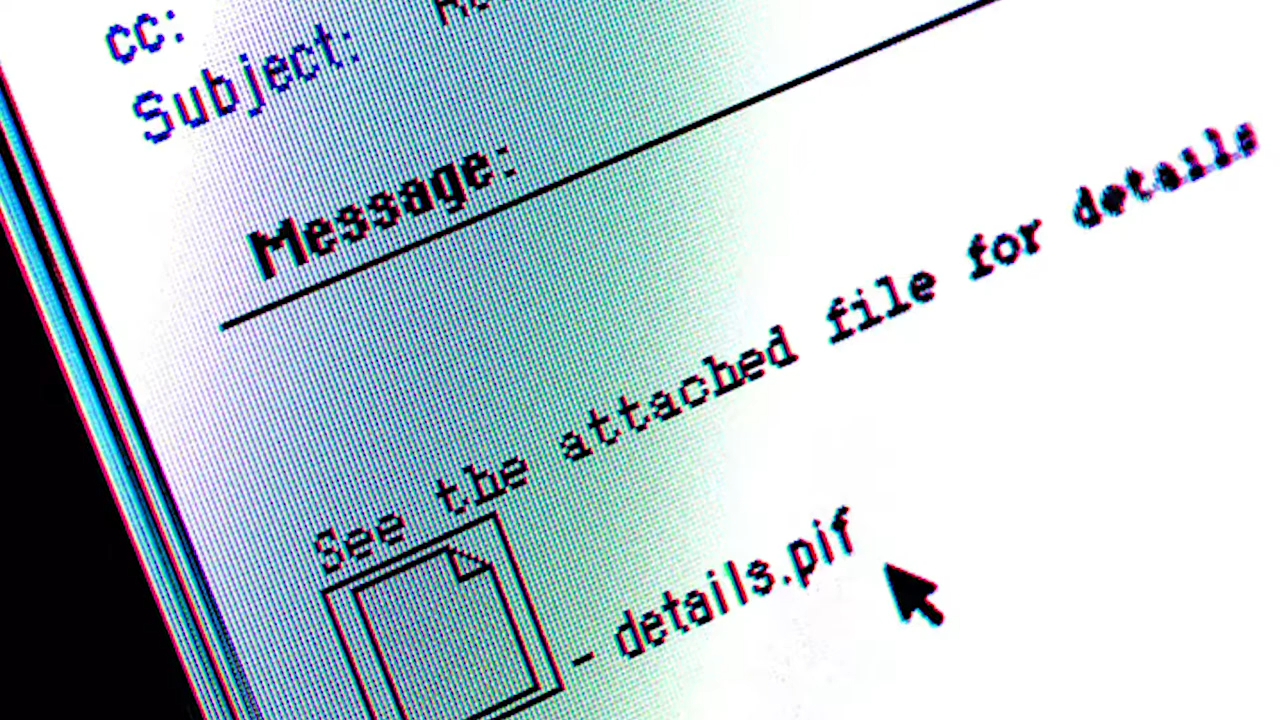 cc:
Subject:
Message:
See the attached file for details
- details.pif